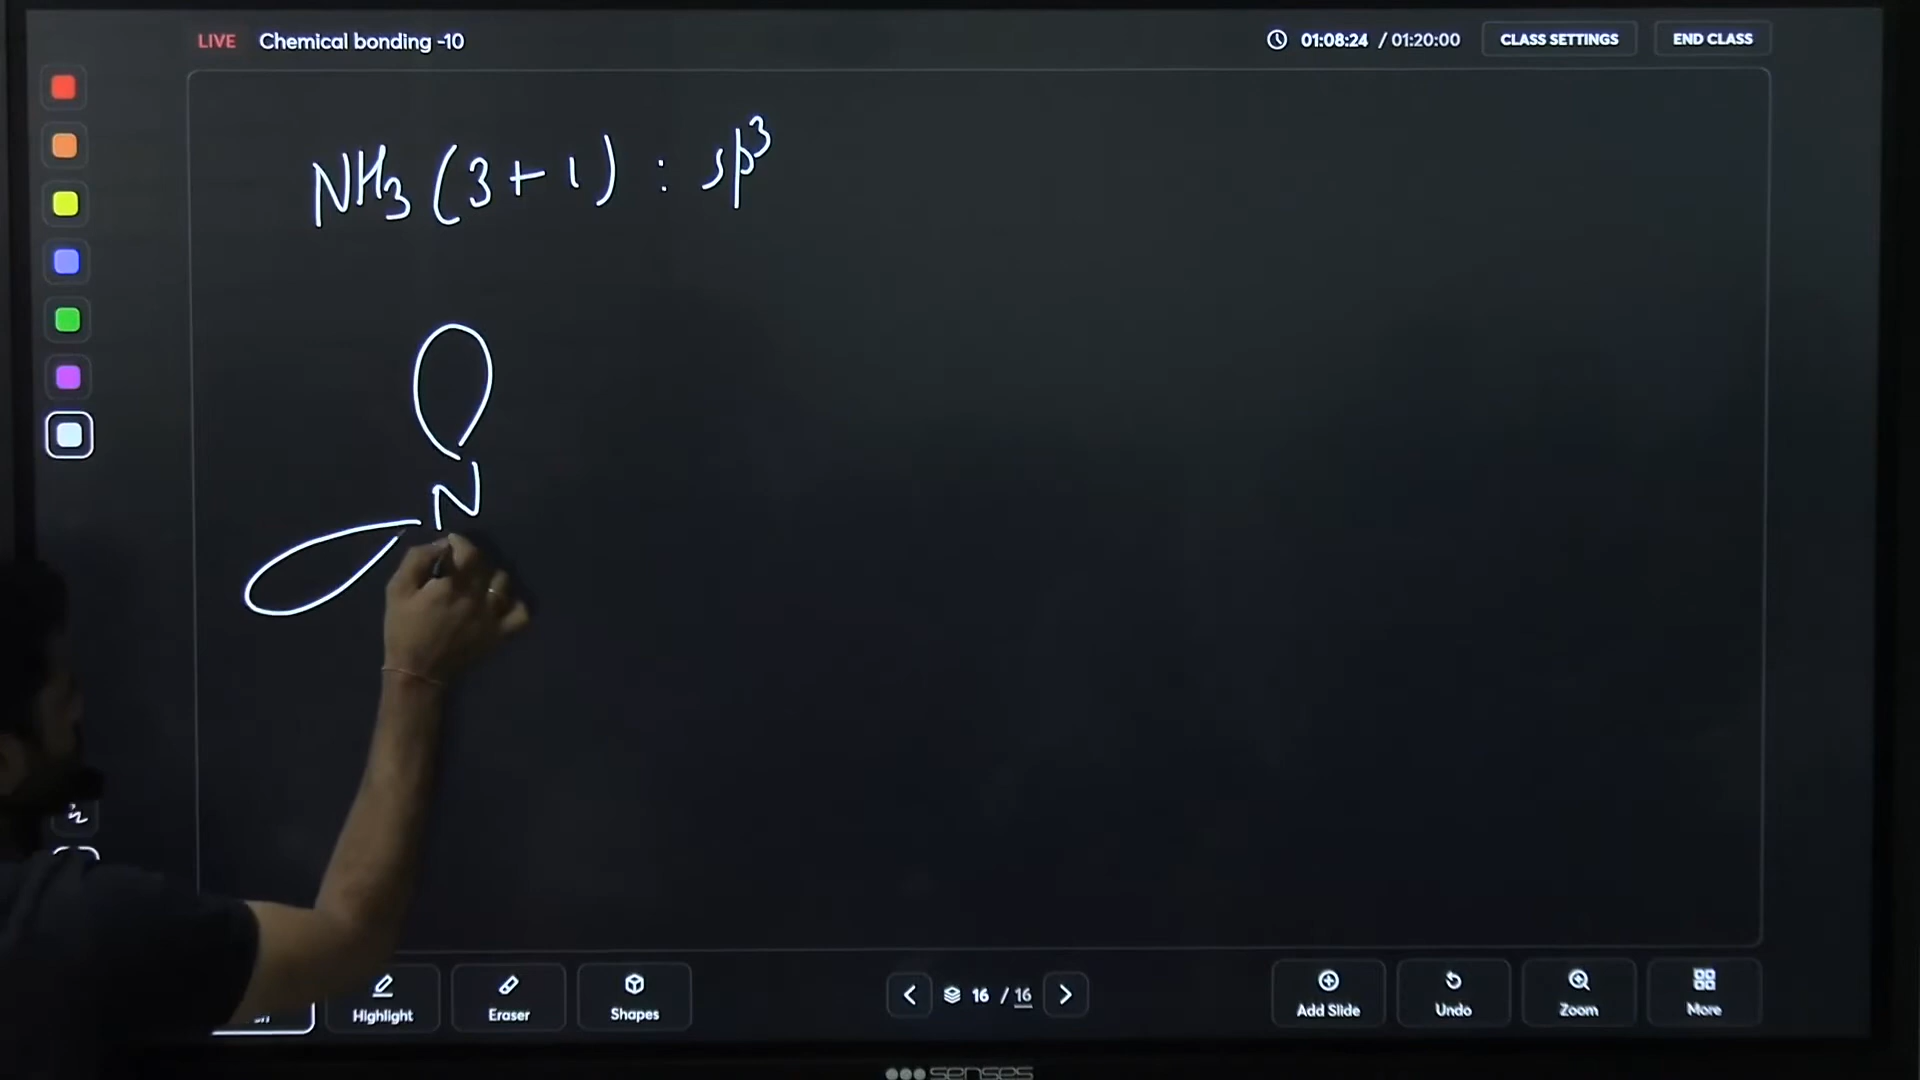 LIVE Chemical bonding -10 01:08:24 / 01:20:00 CLASS SETTINGS END CLASS
NH₃ (3+1) : sp³
N
Highlight Eraser Shapes 16 / 16 Add Slide Undo Zoom More
senses